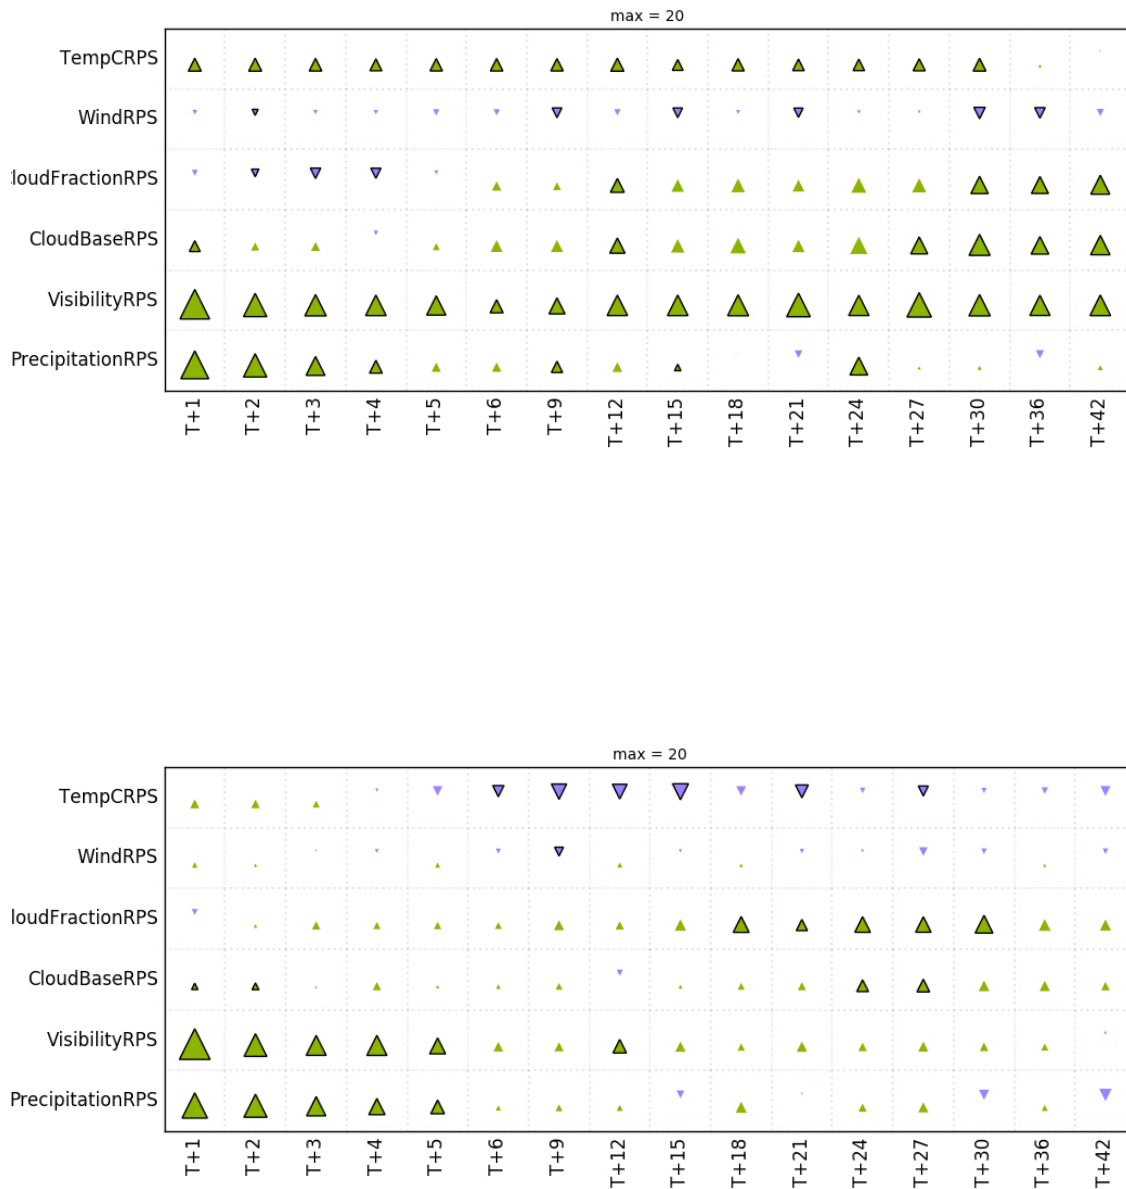 max = 20
TempCRPS
WindRPS
loudFractionRPS
CloudBaseRPS
VisibilityRPS
PrecipitationRPS
T+1 T+2 T+3 T+4 T+5 T+6 T+9 T+12 T+15 T+18 T+21 T+24 T+27 T+30 T+36 T+42
max = 20
TempCRPS
WindRPS
loudFractionRPS
CloudBaseRPS
VisibilityRPS
PrecipitationRPS
T+1 T+2 T+3 T+4 T+5 T+6 T+9 T+12 T+15 T+18 T+21 T+24 T+27 T+30 T+36 T+42